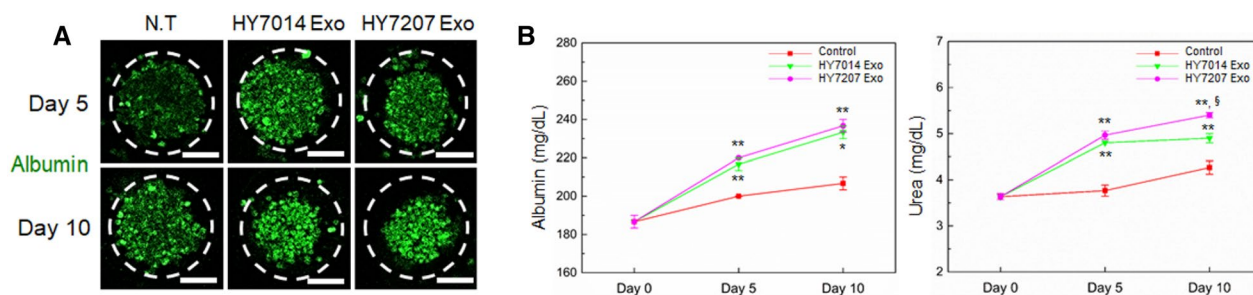 A
N.T HY7014 Exo HY7207 Exo
Day 5
Albumin
Day 10
B
280
260
240
220
200
180
160
Albumin (mg/dL)
Control
HY7014 Exo
HY7207 Exo
**
**
**
*
Day 0 Day 5 Day 10
7
6
5
4
3
2
Urea (mg/dL)
Control
HY7014 Exo
HY7207 Exo
**
**
**, §
**
Day 0 Day 5 Day 10